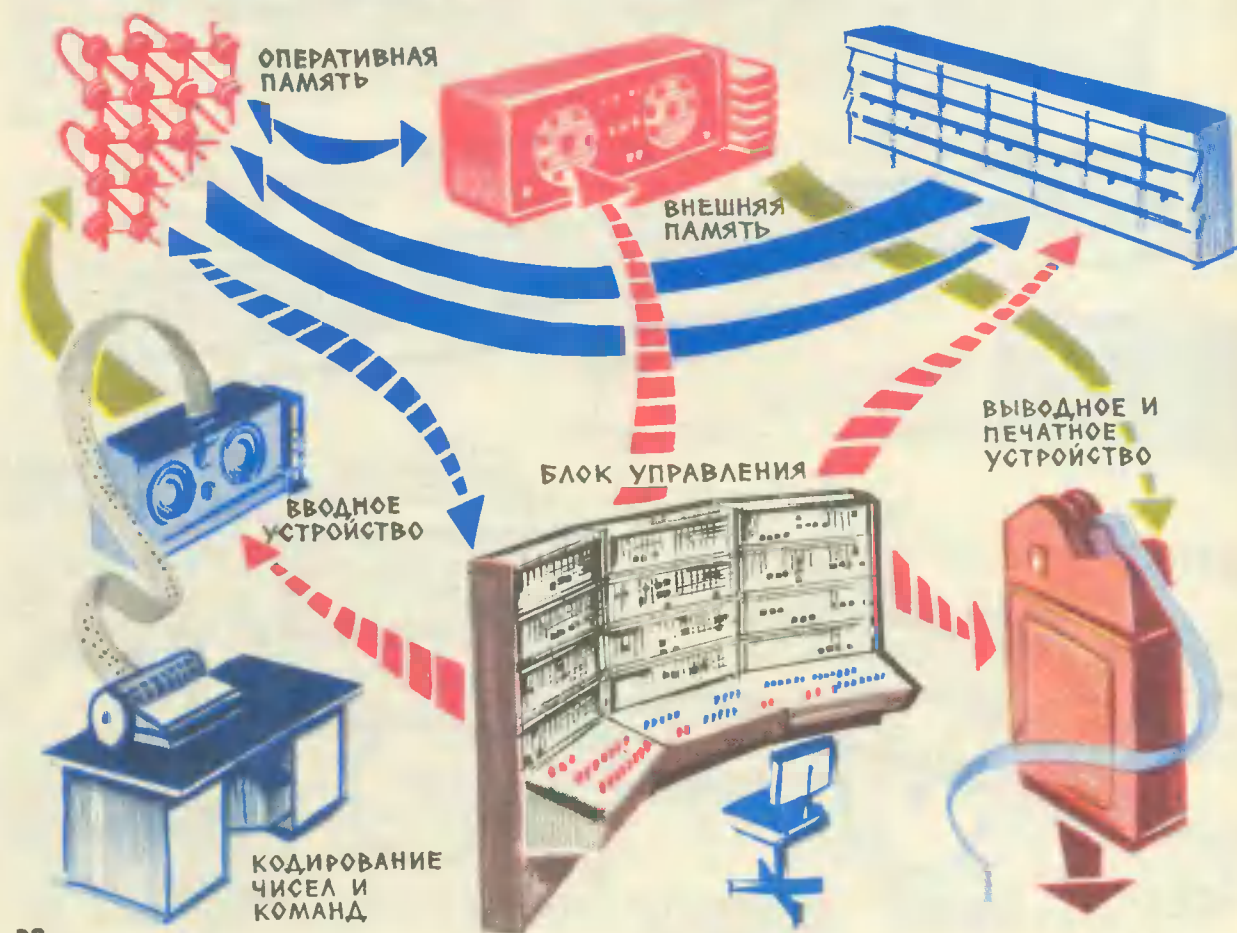 ОПЕРАТИВНАЯ
ПАМЯТЬ
ВНЕШНЯЯ
ПАМЯТЬ
ВЫВОДНОЕ И
ПЕЧАТНОЕ
УСТРОЙСТВО
БЛОК УПРАВЛЕНИЯ
ВВОДНОЕ
УСТРОЙСТВО
КОДИРОВАНИЕ
ЧИСЕЛ И
КОМАНД